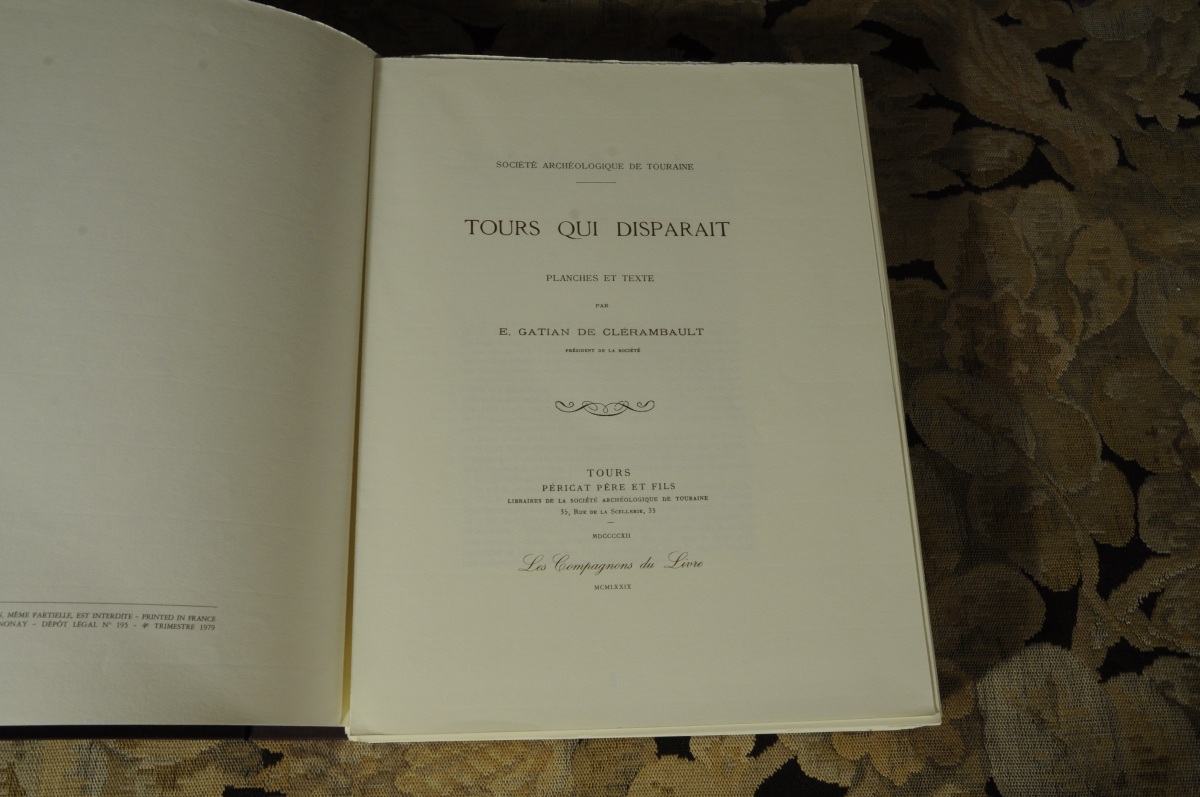 , MÊME PARTIELLE, EST INTERDITE - PRINTED IN FRANCE
NONAY - DÉPÔT LÉGAL N° 195 - 4e TRIMESTRE 1979
SOCIÉTÉ ARCHÉOLOGIQUE DE TOURAINE
TOURS QUI DISPARAIT
PLANCHES ET TEXTE
PAR
E. GATIAN DE CLÉRAMBAULT
PRÉSIDENT DE LA SOCIÉTÉ
TOURS
PÉRICAT PÈRE ET FILS
LIBRAIRES DE LA SOCIÉTÉ ARCHÉOLOGIQUE DE TOURAINE
35, RUE DE LA SCELLERIE, 35
MDCCCCXII
Les Compagnons du Livre
MCMLXXIX